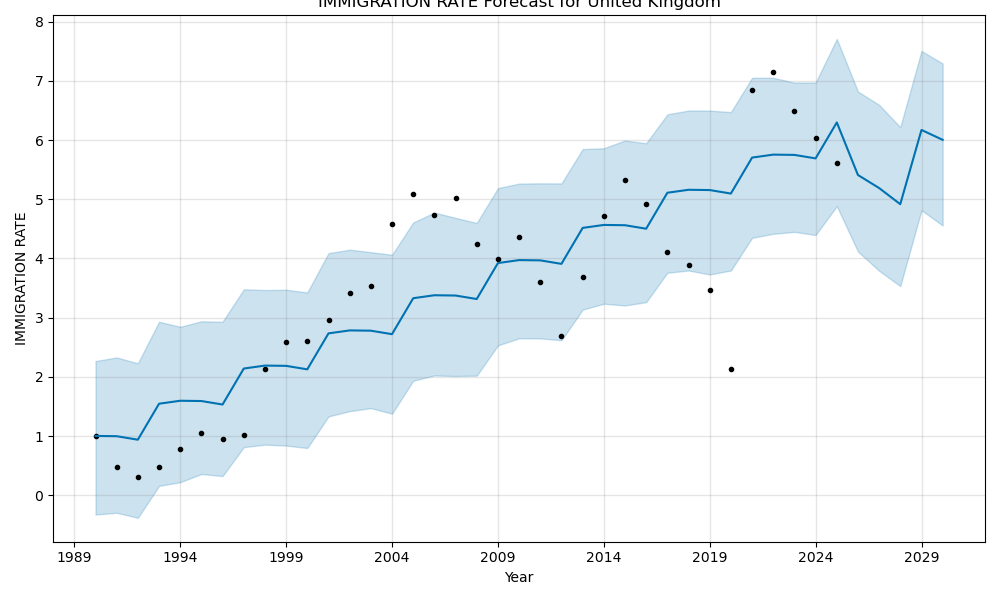 IMMIGRATION RATE Forecast for United Kingdom
8
7
6
5
4
3
2
1
0
IMMIGRATION RATE
1989 1994 1999 2004 2009 2014 2019 2024 2029
Year